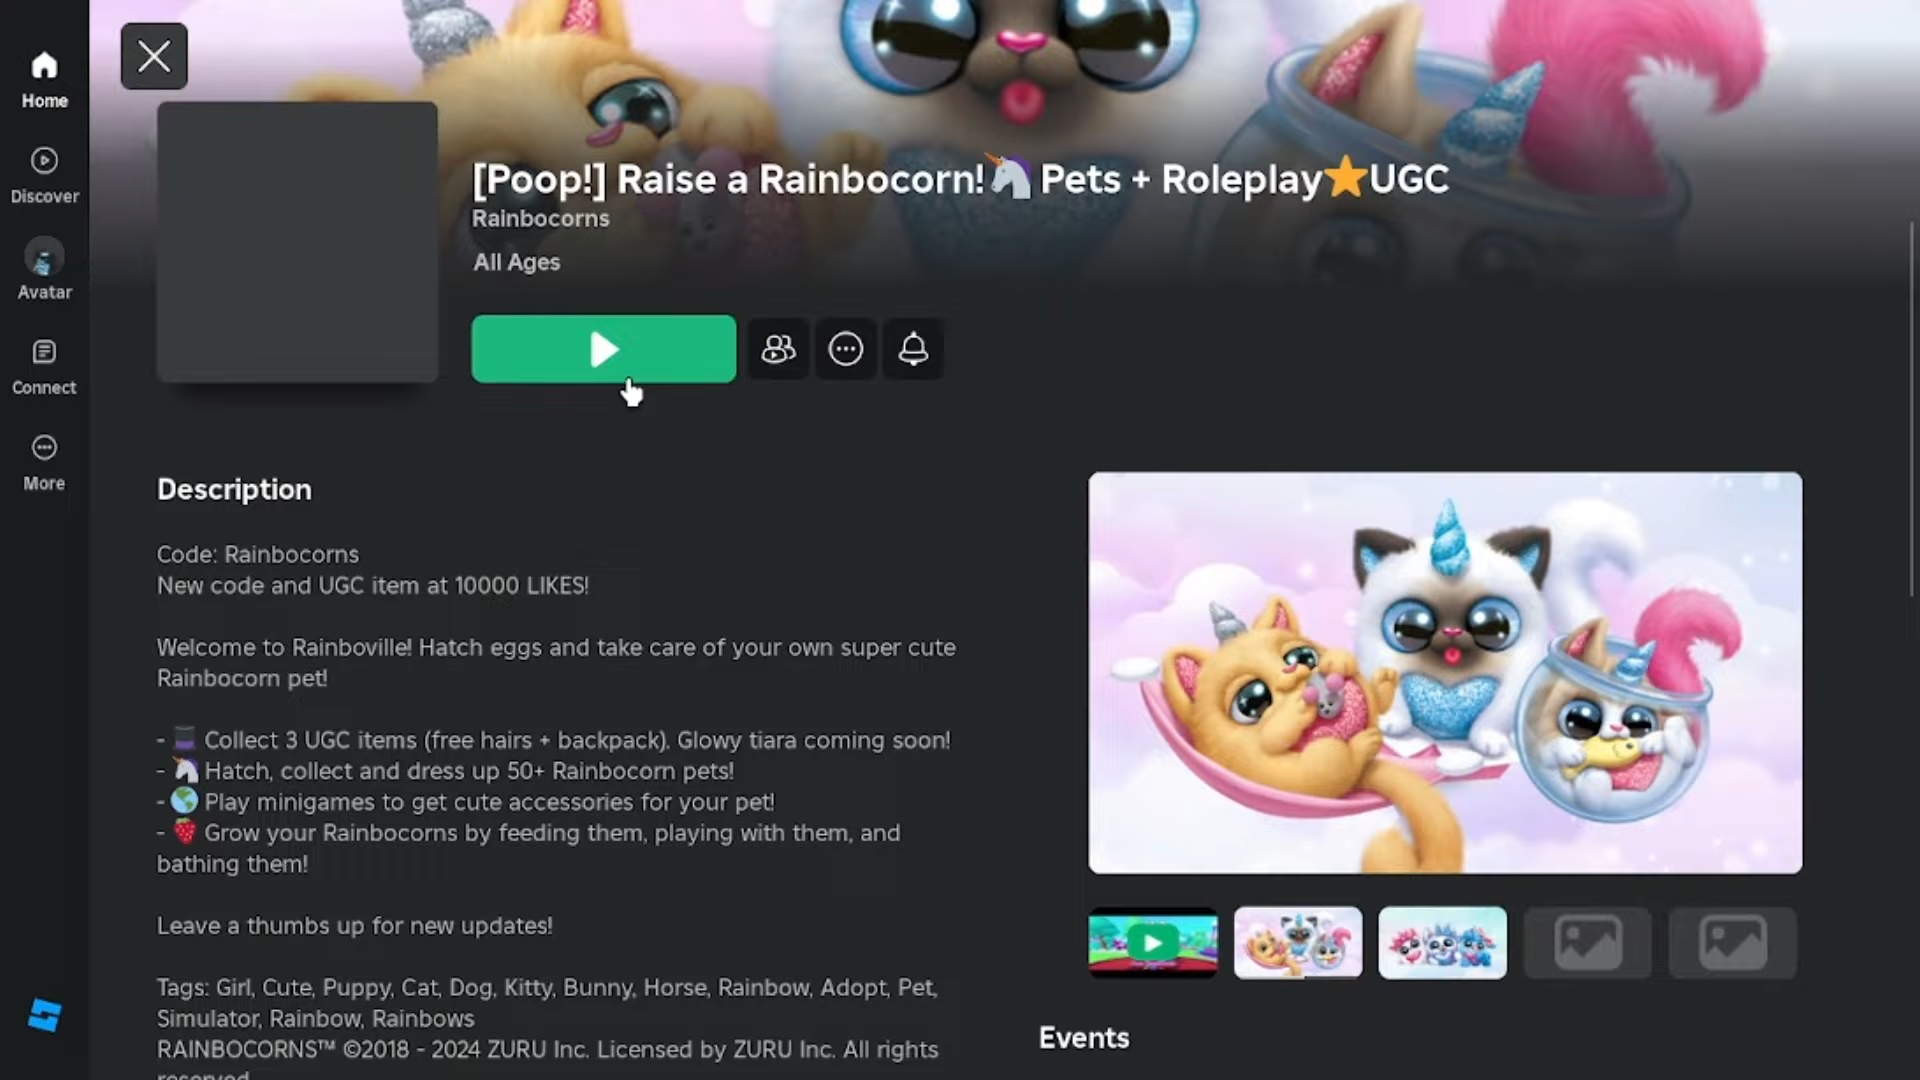 Home
Discover
Avatar
Connect
More
[Poop!] Raise a Rainbocorn!🦄Pets + Roleplay⭐UGC
Rainbocorns
All Ages
Description
Code: Rainbocorns
New code and UGC item at 10000 LIKES!
Welcome to Rainboville! Hatch eggs and take care of your own super cute
Rainbocorn pet!
- 🎩 Collect 3 UGC items (free hairs + backpack). Glowy tiara coming soon!
- 🦄 Hatch, collect and dress up 50+ Rainbocorn pets!
- 🌎 Play minigames to get cute accessories for your pet!
- 🍓 Grow your Rainbocorns by feeding them, playing with them, and
bathing them!
Leave a thumbs up for new updates!
Tags: Girl, Cute, Puppy, Cat, Dog, Kitty, Bunny, Horse, Rainbow, Adopt, Pet,
Simulator, Rainbow, Rainbows
RAINBOCORNS™ ©2018 - 2024 ZURU Inc. Licensed by ZURU Inc. All rights
reserved
Events